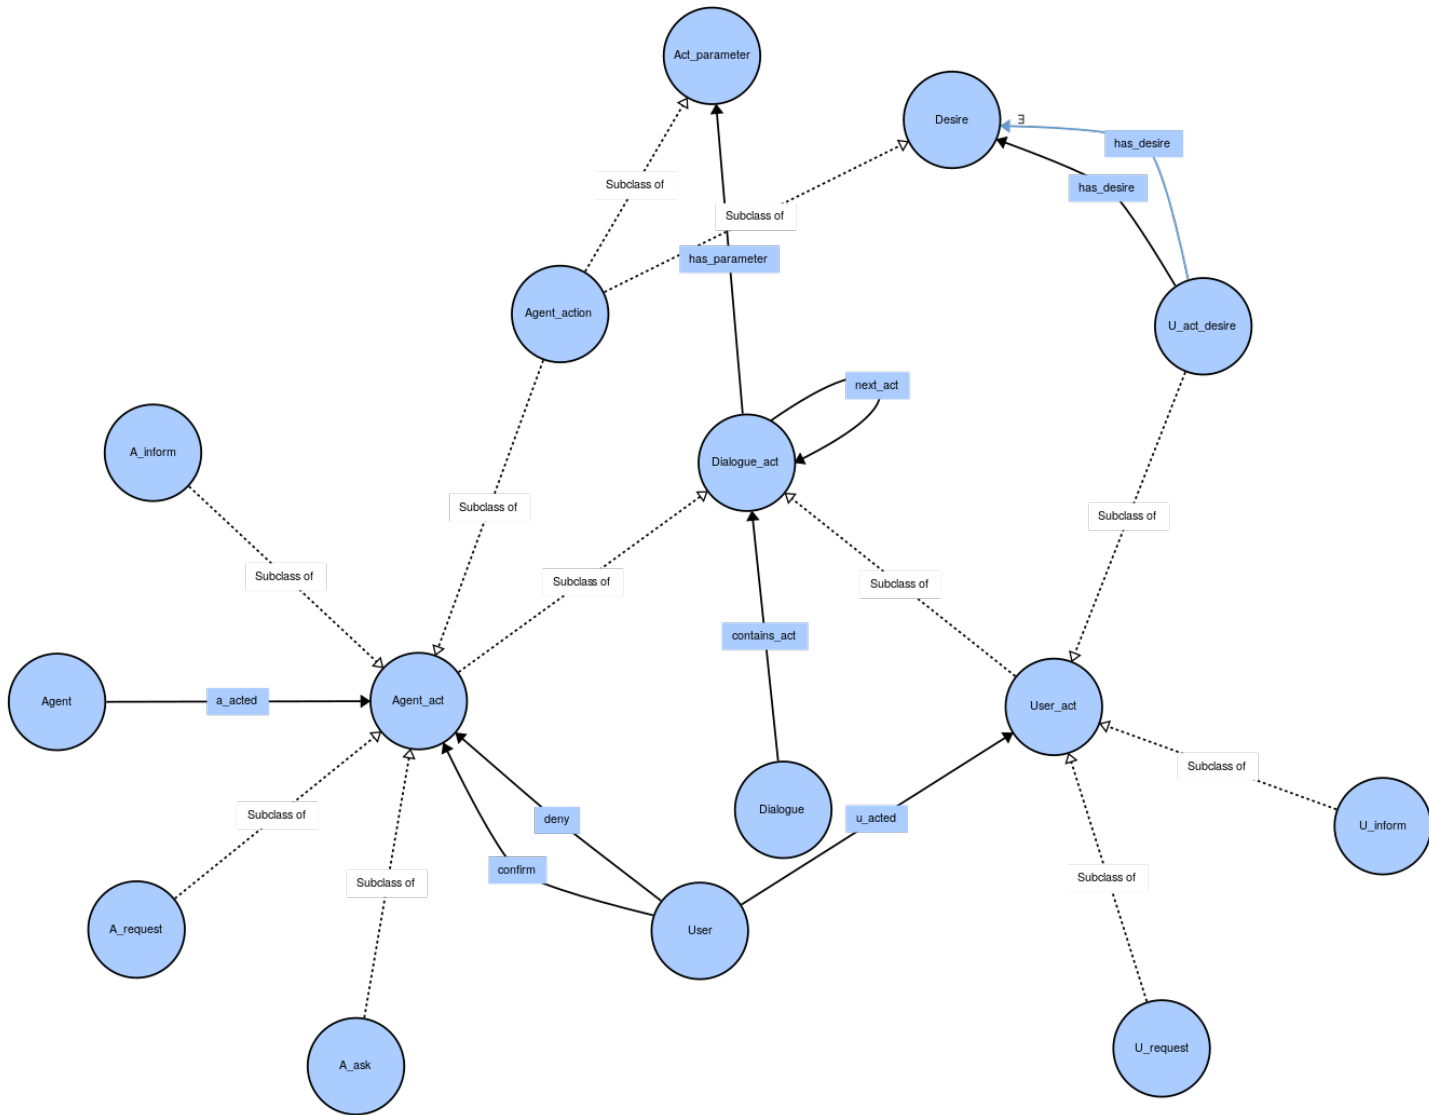 Act_parameter
Desire
∃
has_desire
has_desire
Subclass of
Subclass of
has_parameter
Agent_action
U_act_desire
next_act
A_inform
Dialogue_act
Subclass of
Subclass of
Subclass of
Subclass of
Subclass of
contains_act
Agent
a_acted
Agent_act
User_act
Subclass of
Dialogue
Subclass of
deny
u_acted
U_inform
confirm
Subclass of
Subclass of
A_request
User
U_request
A_ask